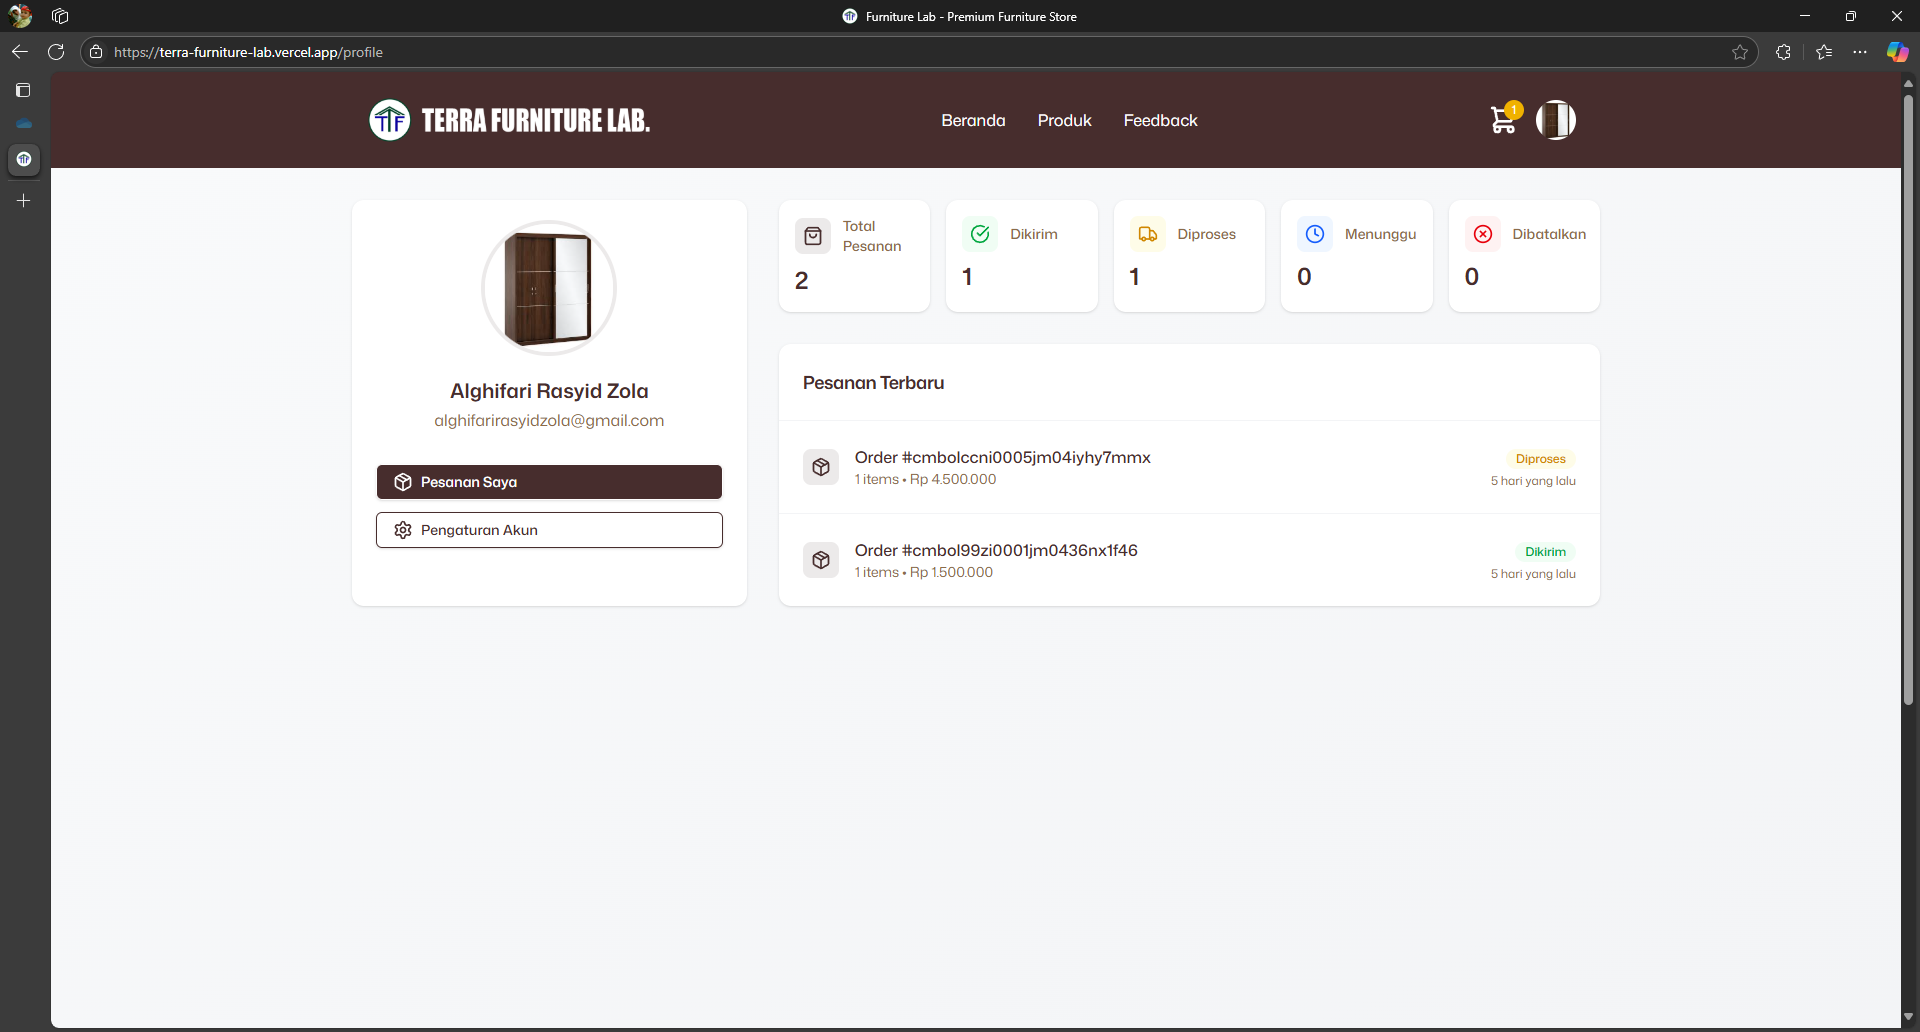 Furniture Lab - Premium Furniture Store
https://terra-furniture-lab.vercel.app/profile
TF
TERRA FURNITURE LAB.
Beranda
Produk
Feedback
1
Alghifari Rasyid Zola
alghifarirasyidzola@gmail.com
Pesanan Saya
Pengaturan Akun
Total
Pesanan
2
Dikirim
1
Diproses
1
Menunggu
0
Dibatalkan
0
Pesanan Terbaru
Order #cmbolccni0005jm04iyhy7mmx
1 items • Rp 4.500.000
Diproses
5 hari yang lalu
Order #cmbol99zi0001jm0436nx1f46
1 items • Rp 1.500.000
Dikirim
5 hari yang lalu